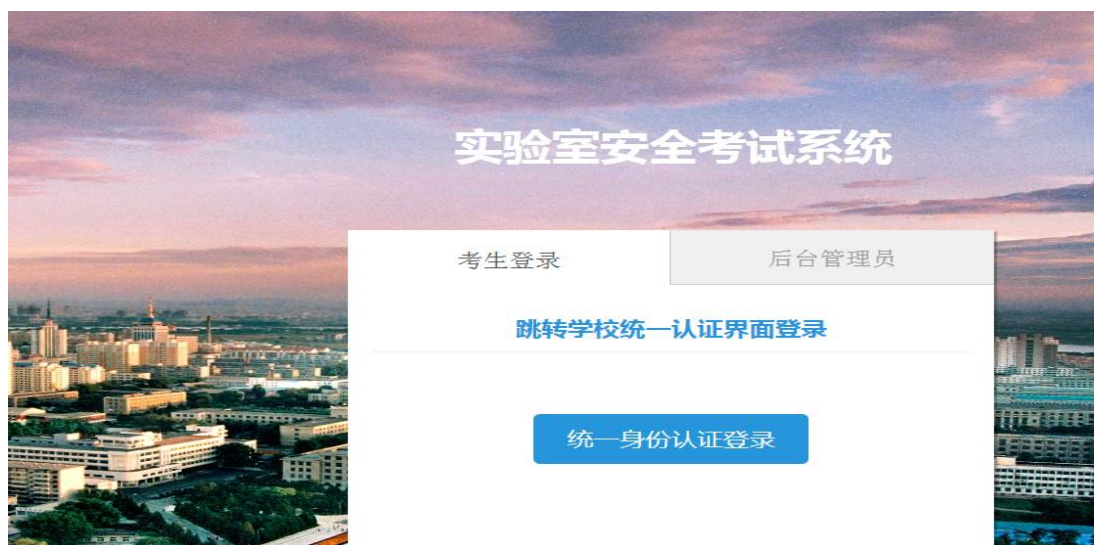 实验室安全考试系统
考生登录
后台管理员
跳转学校统一认证界面登录
统一身份认证登录